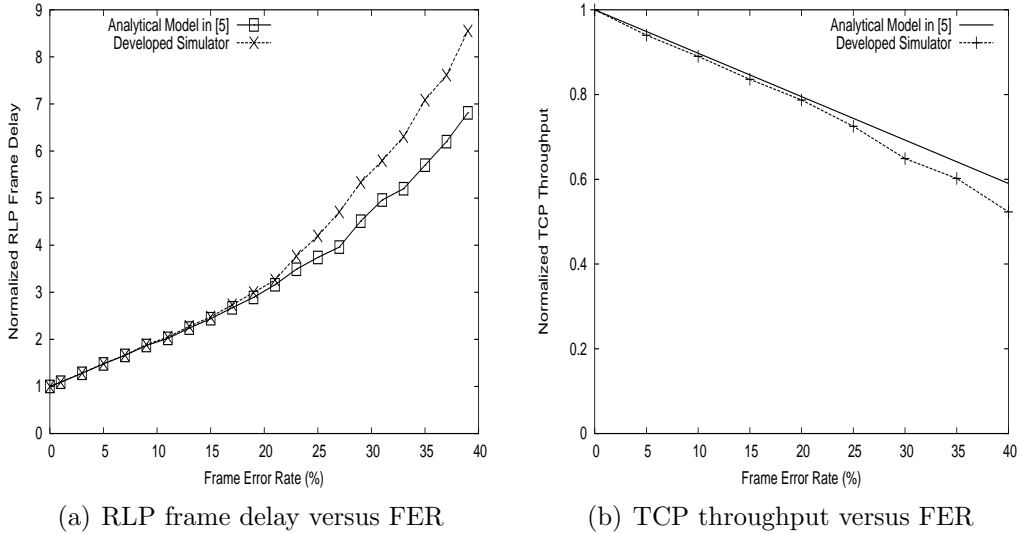 9
8
7
6
5
4
3
2
1
0
Normalized RLP Frame Delay
Analytical Model in [5]
Developed Simulator
0 5 10 15 20 25 30 35 40
Frame Error Rate (%)
(a) RLP frame delay versus FER
1
0.8
0.6
0.4
0.2
0
Normalized TCP Throughput
Analytical Model in [5]
Developed Simulator
0 5 10 15 20 25 30 35 40
Frame Error Rate (%)
(b) TCP throughput versus FER